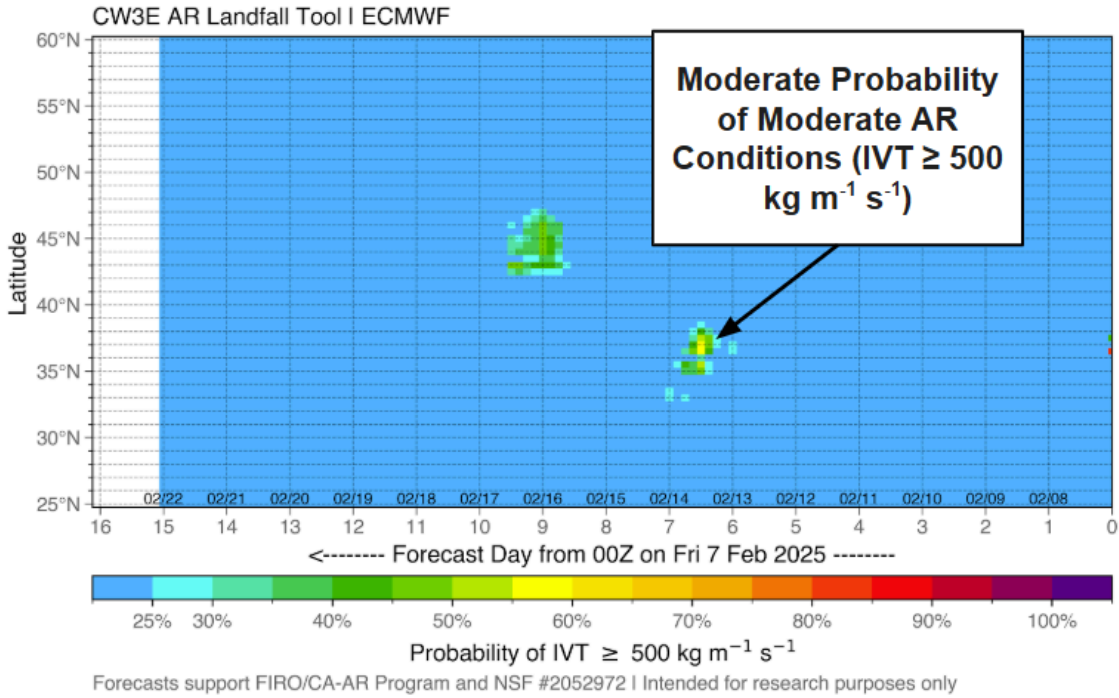 CW3E AR Landfall Tool | ECMWF
Moderate Probability
of Moderate AR
Conditions (IVT ≥ 500
kg m⁻¹ s⁻¹)
Latitude
60°N
55°N
50°N
45°N
40°N
35°N
30°N
25°N
02/22 02/21 02/20 02/19 02/18 02/17 02/16 02/15 02/14 02/13 02/12 02/11 02/10 02/09 02/08
16 15 14 13 12 11 10 9 8 7 6 5 4 3 2 1 0
<-------- Forecast Day from 00Z on Fri 7 Feb 2025 --------
25% 30% 40% 50% 60% 70% 80% 90% 100%
Probability of IVT ≥ 500 kg m⁻¹ s⁻¹
Forecasts support FIRO/CA-AR Program and NSF #2052972 | Intended for research purposes only